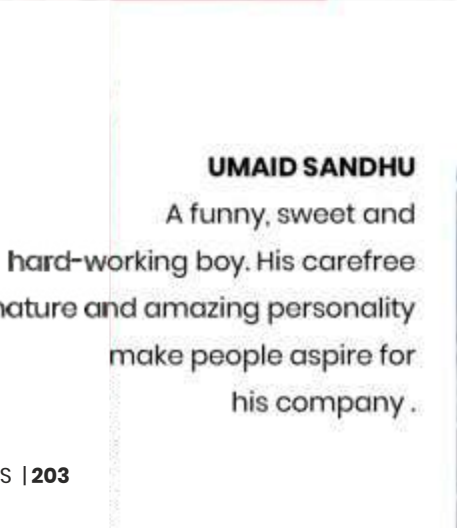 UMAID SANDHU
A funny, sweet and
hard-working boy. His carefree
nature and amazing personality
make people aspire for
his company .
S | 203